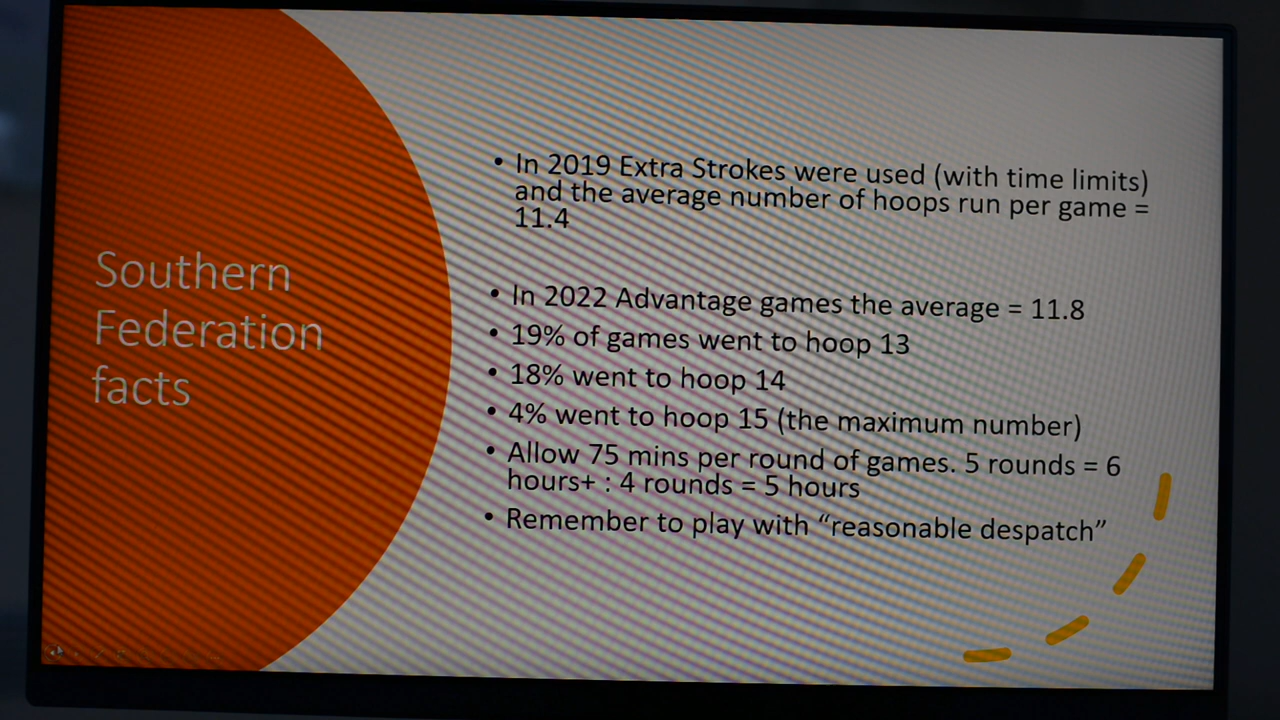 Southern
Federation
facts
• In 2019 Extra Strokes were used (with time limits)
and the average number of hoops run per game =
11.4
• In 2022 Advantage games the average = 11.8
• 19% of games went to hoop 13
• 18% went to hoop 14
• 4% went to hoop 15 (the maximum number)
• Allow 75 mins per round of games. 5 rounds = 6
hours+ : 4 rounds = 5 hours
• Remember to play with “reasonable despatch”